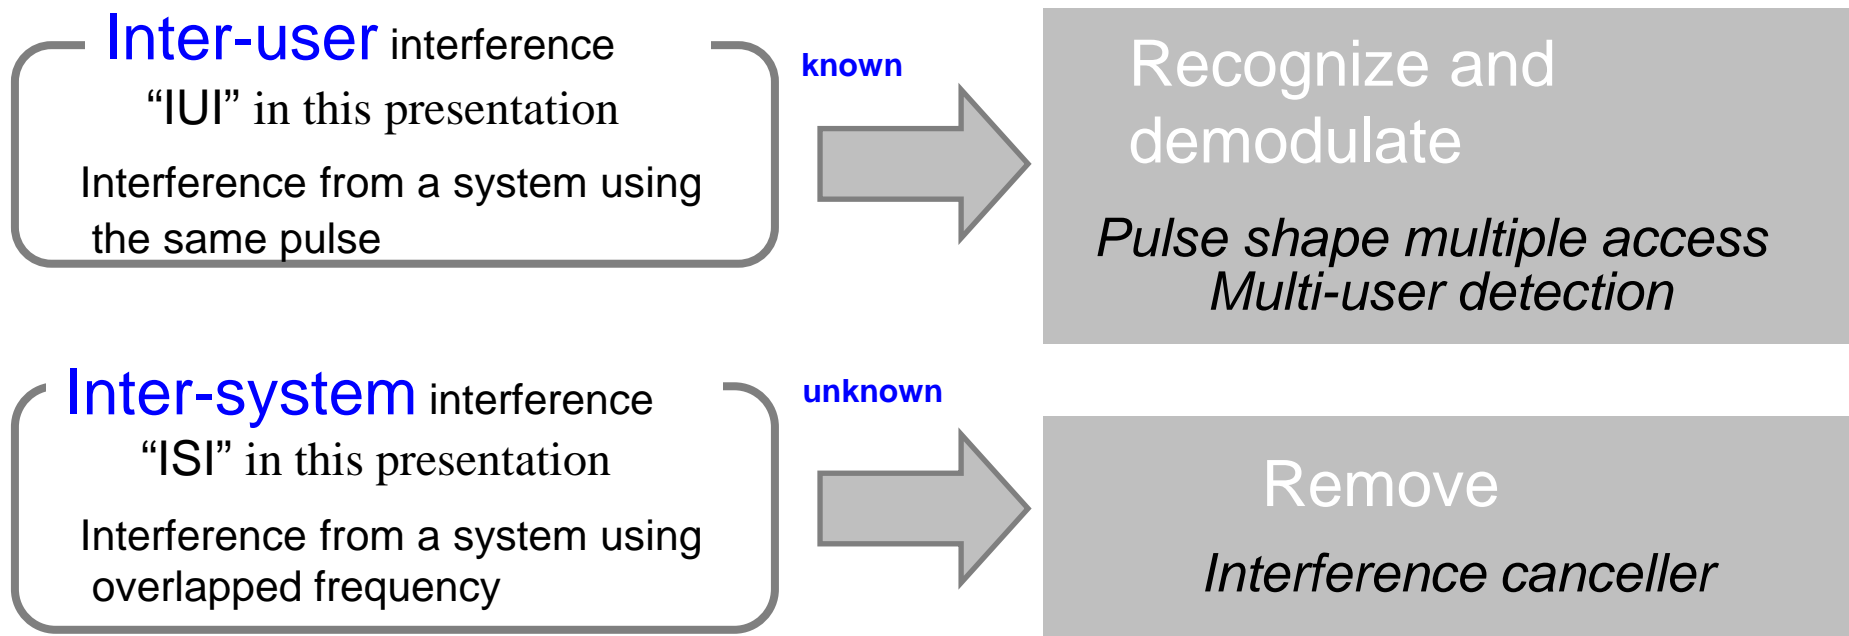 Inter-user interference
“IUI” in this presentation
Interference from a system using
the same pulse
known
Recognize and
demodulate
Pulse shape multiple access
Multi-user detection
Inter-system interference
“ISI” in this presentation
Interference from a system using
overlapped frequency
unknown
Remove
Interference canceller